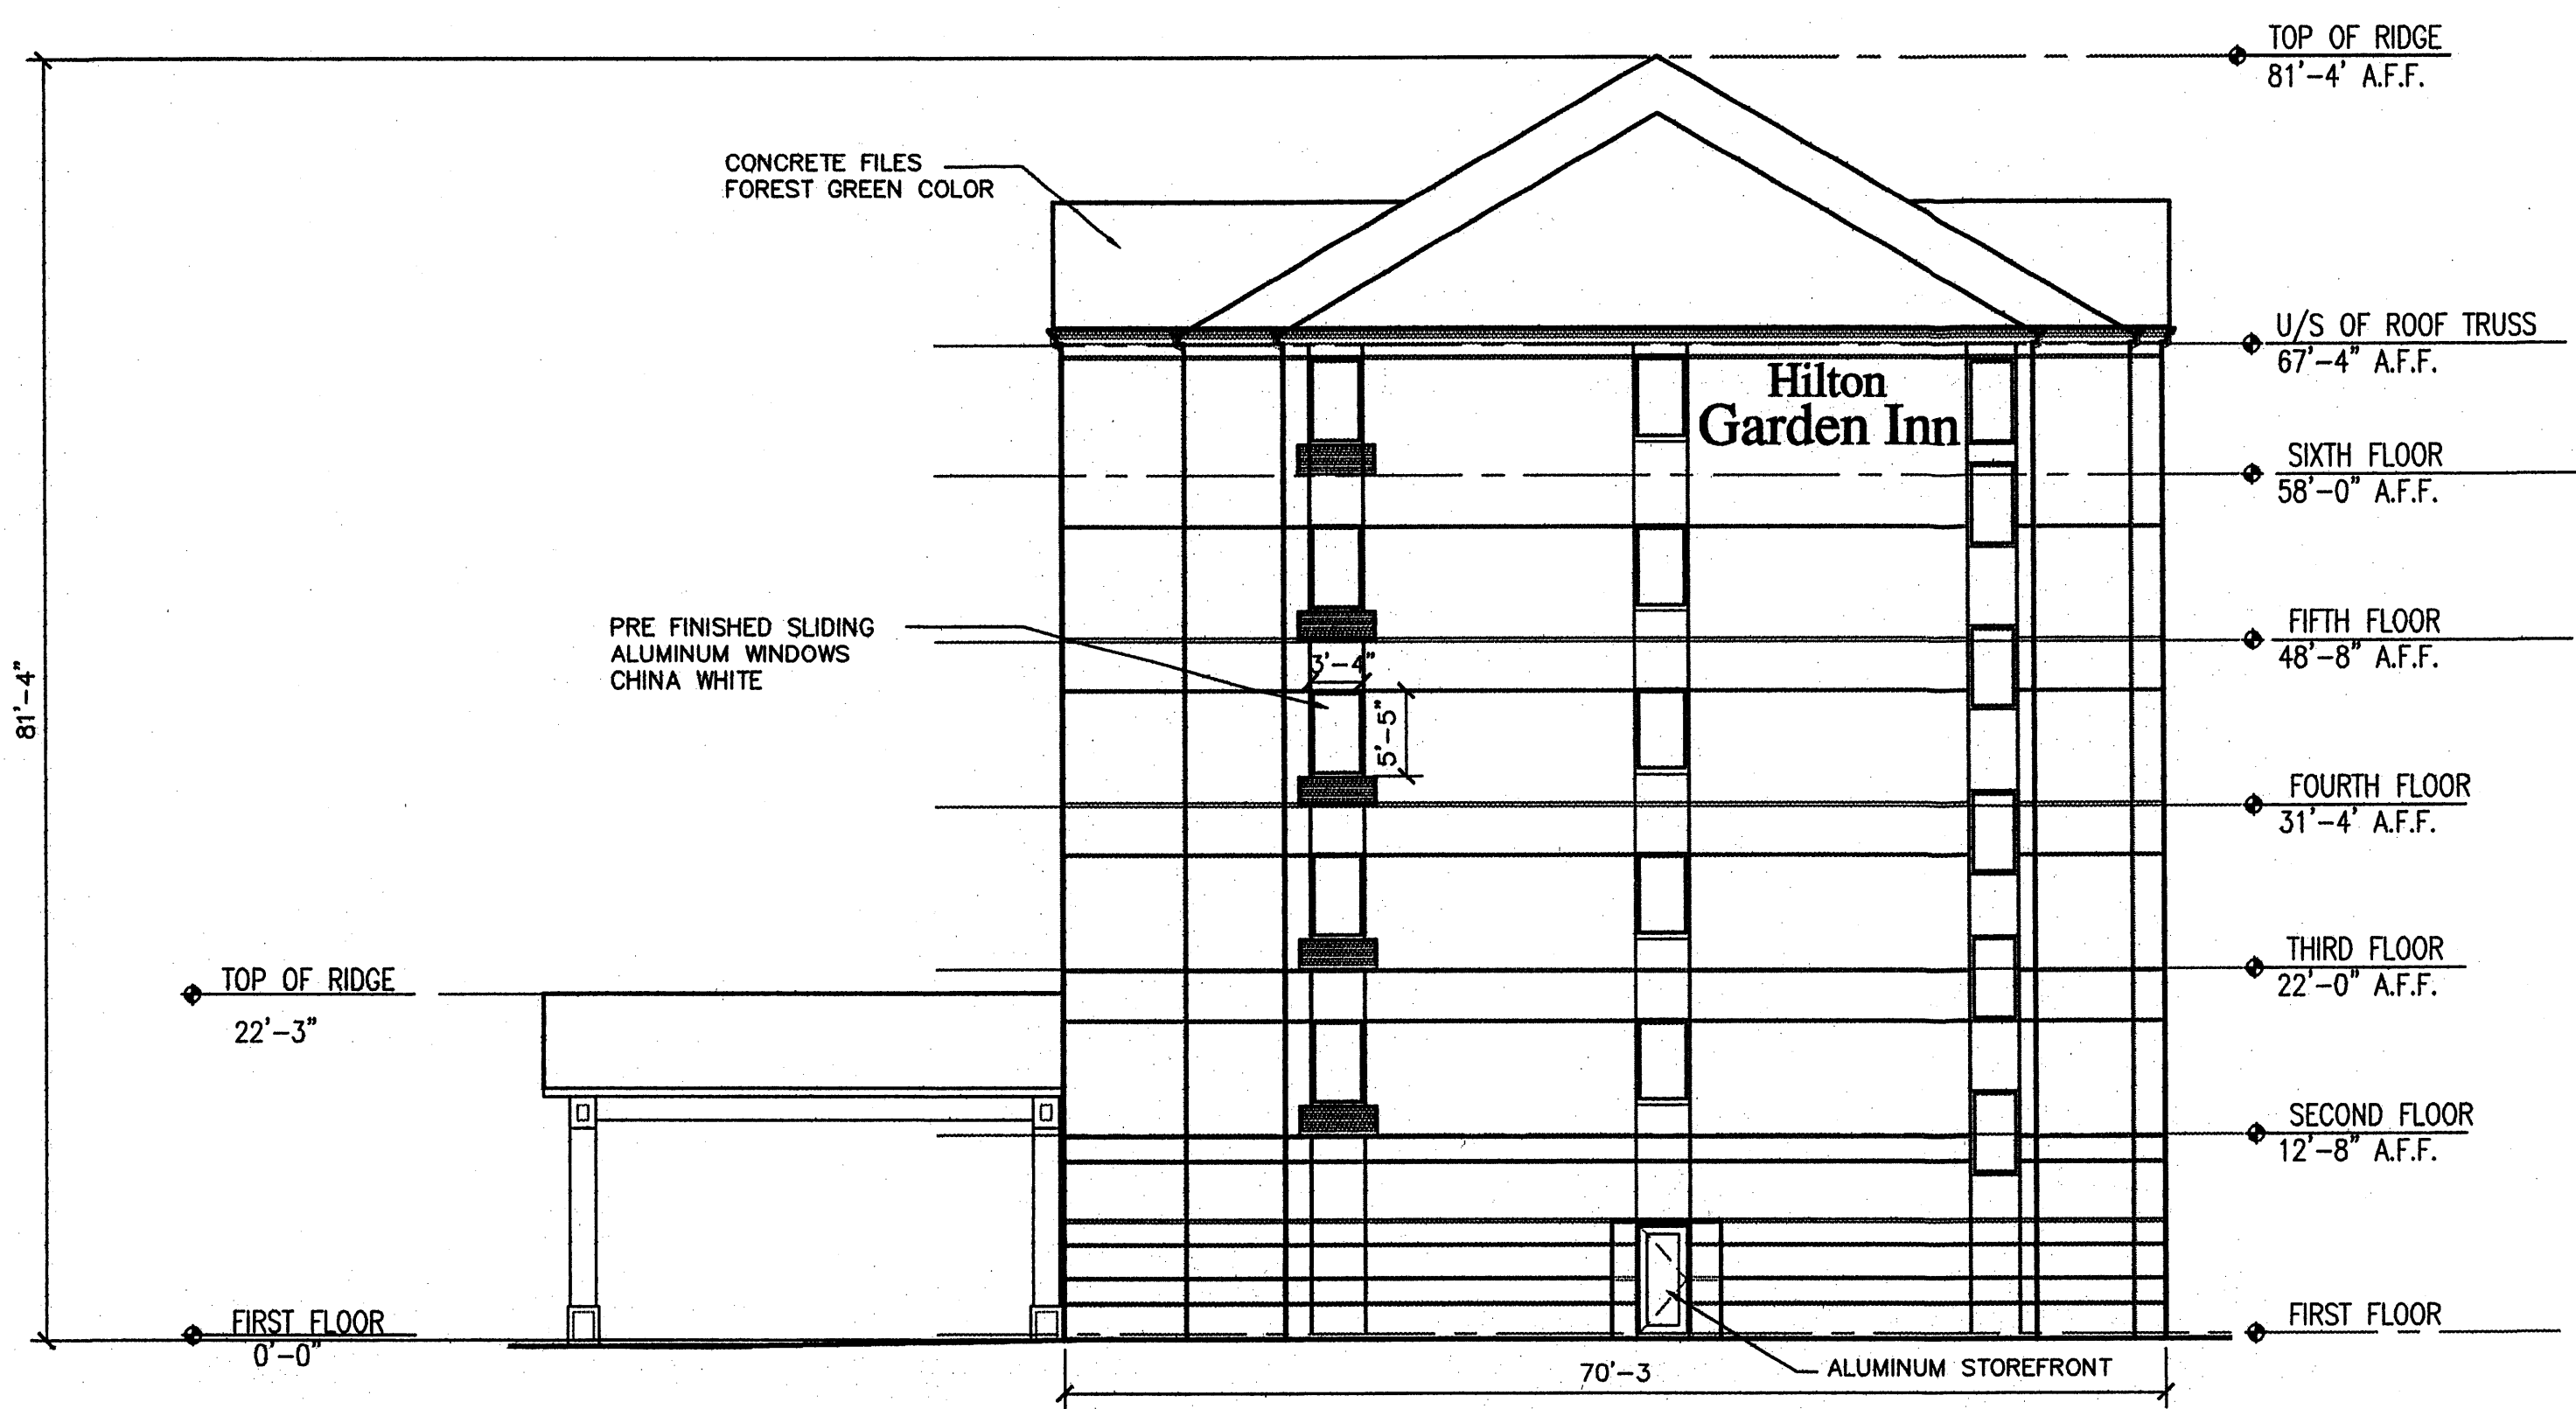 TOP OF RIDGE
81'-4' A.F.F.
CONCRETE FILES
FOREST GREEN COLOR
U/S OF ROOF TRUSS
67'-4" A.F.F.
Hilton
Garden Inn
SIXTH FLOOR
58'-0" A.F.F.
PRE FINISHED SLIDING
ALUMINUM WINDOWS
CHINA WHITE
FIFTH FLOOR
48'-8" A.F.F.
3'-4"
5'-5"
81'-4"
FOURTH FLOOR
31'-4' A.F.F.
THIRD FLOOR
22'-0" A.F.F.
TOP OF RIDGE
22'-3"
SECOND FLOOR
12'-8" A.F.F.
FIRST FLOOR
0'-0"
FIRST FLOOR
70'-3
ALUMINUM STOREFRONT